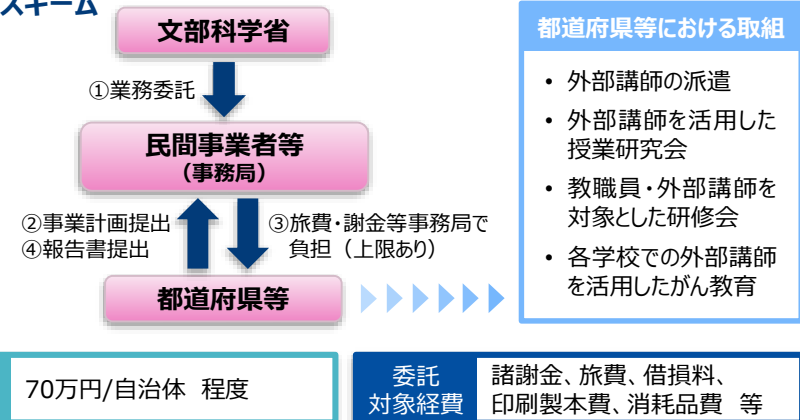 スキーム
文部科学省
①業務委託
民間事業者等
（事務局）
②事業計画提出
④報告書提出
③旅費・謝金等事務局で
負担（上限あり）
都道府県等
都道府県等における取組
• 外部講師の派遣
• 外部講師を活用した
授業研究会
• 教職員・外部講師を
対象とした研修会
• 各学校での外部講師
を活用したがん教育
70万円/自治体 程度
委託
対象経費
諸謝金、旅費、借損料、
印刷製本費、消耗品費 等